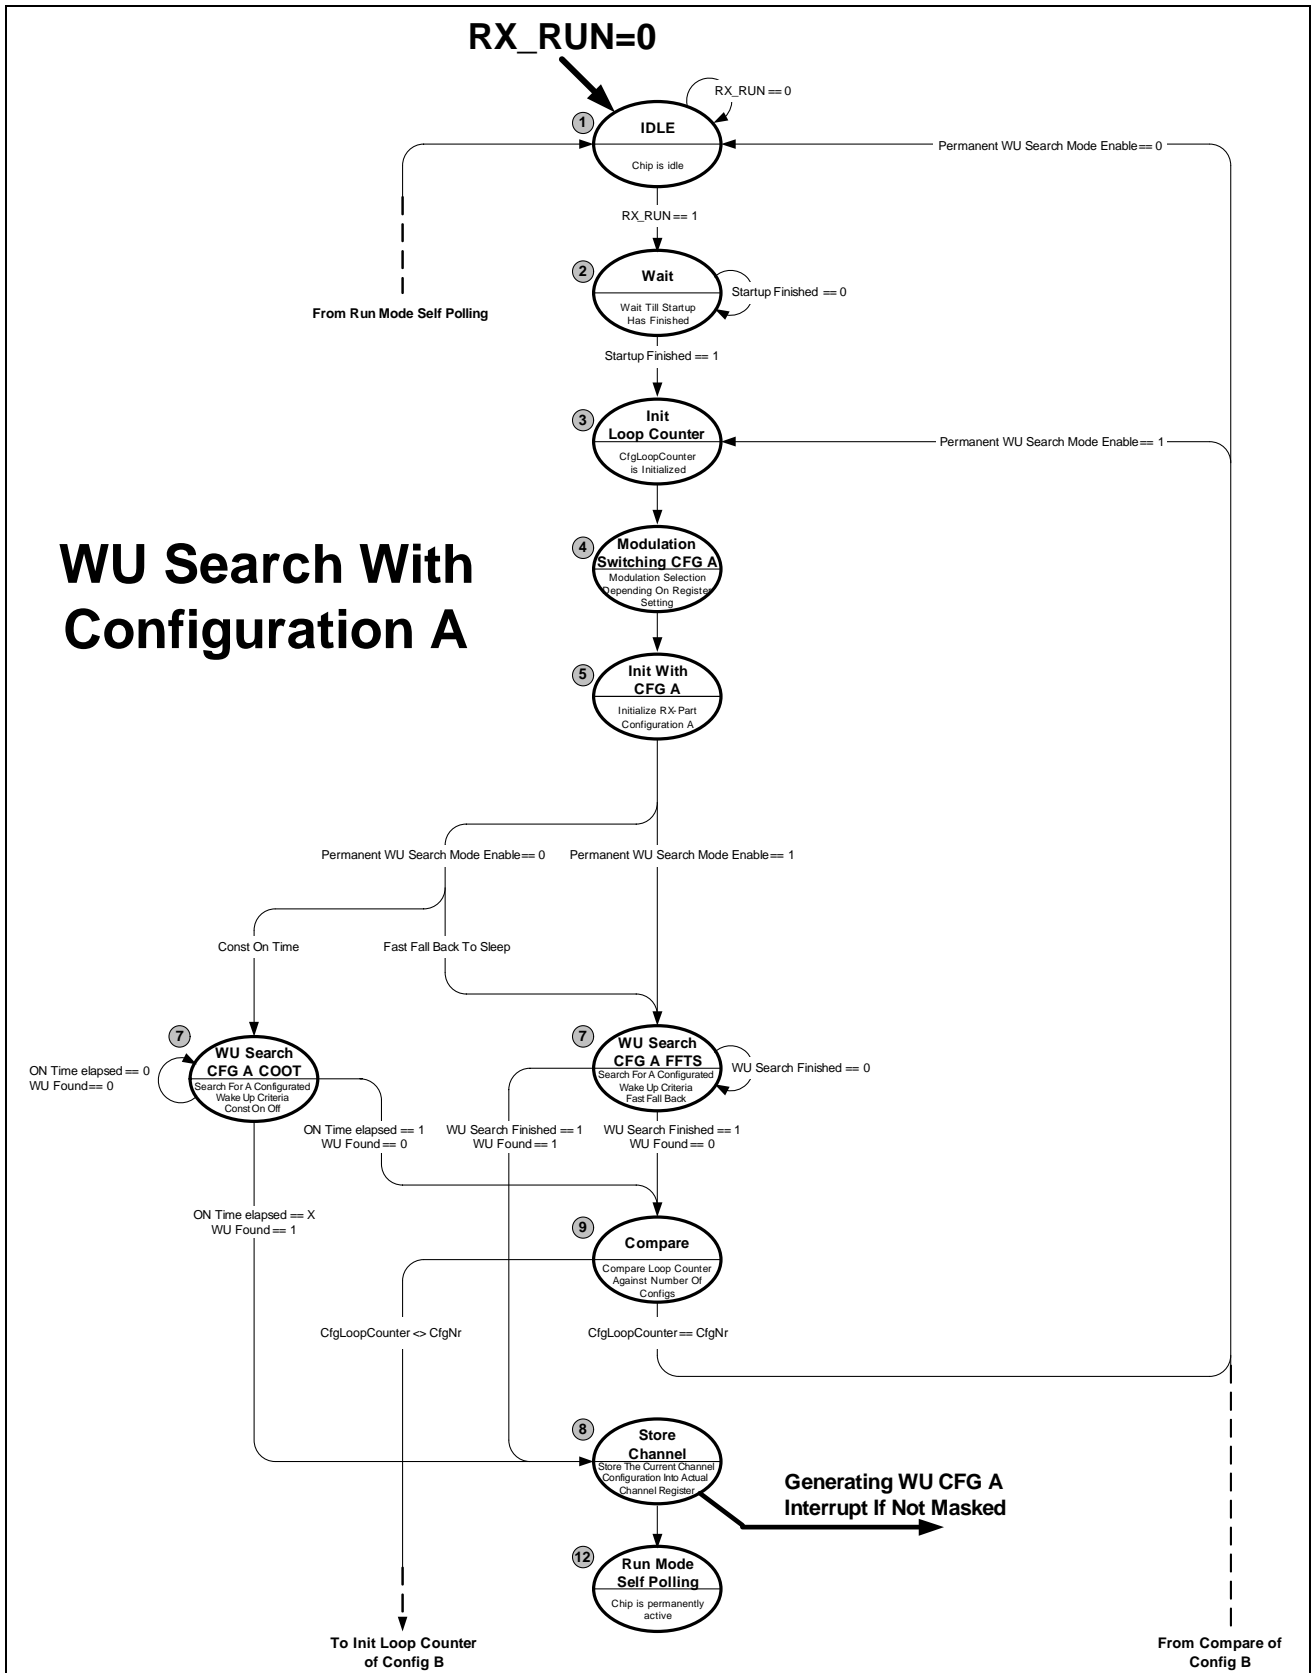 RX_RUN=0
RX_RUN == 0
1
IDLE
Chip is idle
Permanent WU Search Mode Enable== 0
RX_RUN == 1
2
Wait
Wait Till Startup
Has Finished
Startup Finished == 0
From Run Mode Self Polling
Startup Finished == 1
3
Init
Loop Counter
CfgLoopCounter
is Initialized
Permanent WU Search Mode Enable== 1
WU Search With
Configuration A
4
Modulation
Switching CFG A
Modulation Selection
Depending On Register
Setting
5
Init With
CFG A
Initialize RX-Part
Configuration A
Permanent WU Search Mode Enable== 0
Permanent WU Search Mode Enable== 1
Const On Time
Fast Fall Back To Sleep
7
WU Search
CFG A COOT
Search For A Configurated
Wake Up Criteria
Const On Off
ON Time elapsed == 0
WU Found== 0
7
WU Search
CFG A FFTS
Search For A Configurated
Wake Up Criteria
Fast Fall Back
WU Search Finished == 0
ON Time elapsed == 1
WU Found == 0
WU Search Finished == 1
WU Found == 1
WU Search Finished == 1
WU Found == 0
ON Time elapsed == X
WU Found == 1
9
Compare
Compare Loop Counter
Against Number Of
Configs
CfgLoopCounter <> CfgNr
CfgLoopCounter== CfgNr
8
Store
Channel
Store The Current Channel
Configuration Into Actual
Channel Register
Generating WU CFG A
Interrupt If Not Masked
12
Run Mode
Self Polling
Chip is permanently
active
To Init Loop Counter
of Config B
From Compare of
Config B